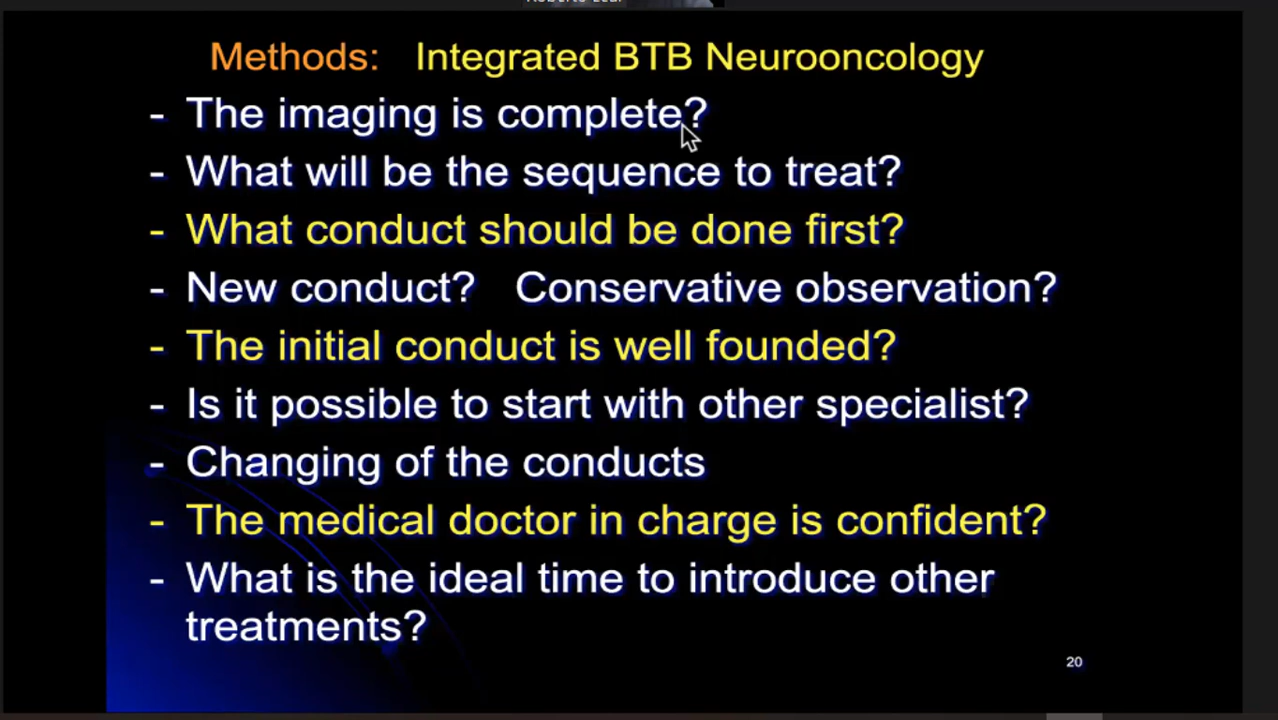 Methods: Integrated BTB Neurooncology
- The imaging is complete?
- What will be the sequence to treat?
- What conduct should be done first?
- New conduct? Conservative observation?
- The initial conduct is well founded?
- Is it possible to start with other specialist?
- Changing of the conducts
- The medical doctor in charge is confident?
- What is the ideal time to introduce other
treatments?
20